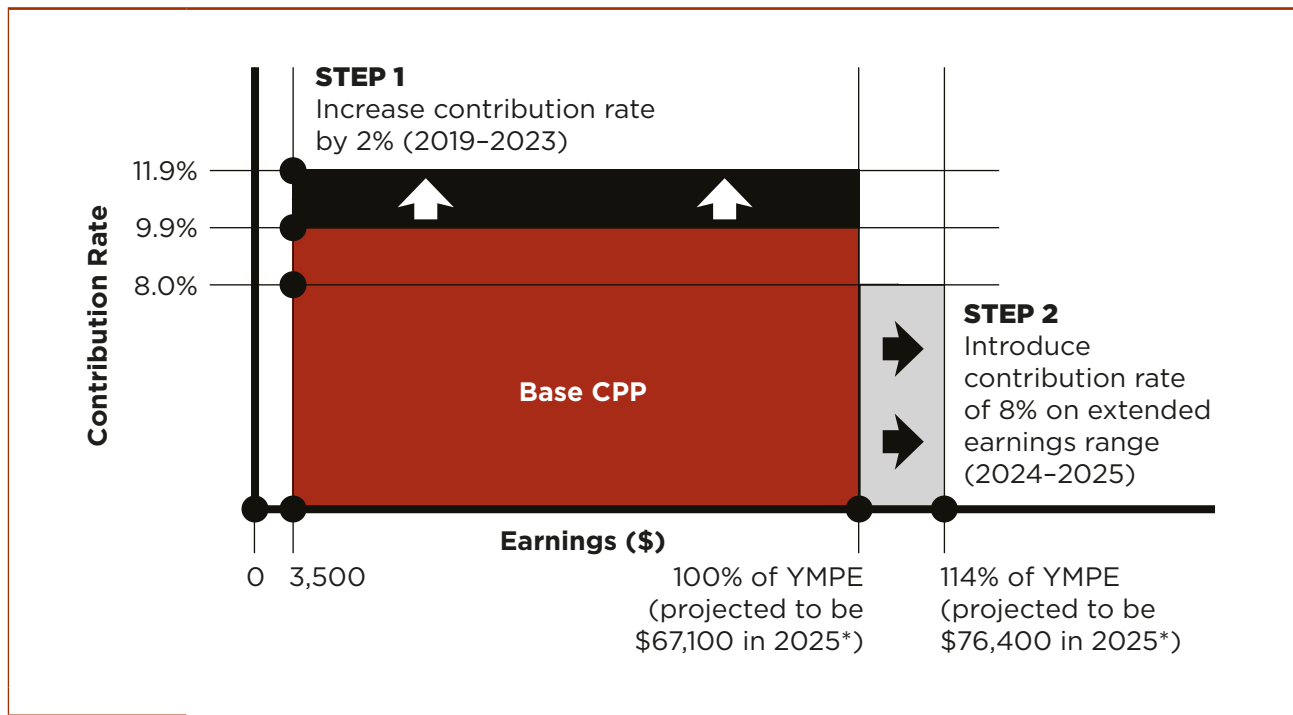 STEP 1
Increase contribution rate
by 2% (2019–2023)
11.9%
9.9%
8.0%
Contribution Rate
Base CPP
STEP 2
Introduce
contribution rate
of 8% on extended
earnings range
(2024–2025)
Earnings ($)
0
3,500
100% of YMPE
(projected to be
$67,100 in 2025*)
114% of YMPE
(projected to be
$76,400 in 2025*)